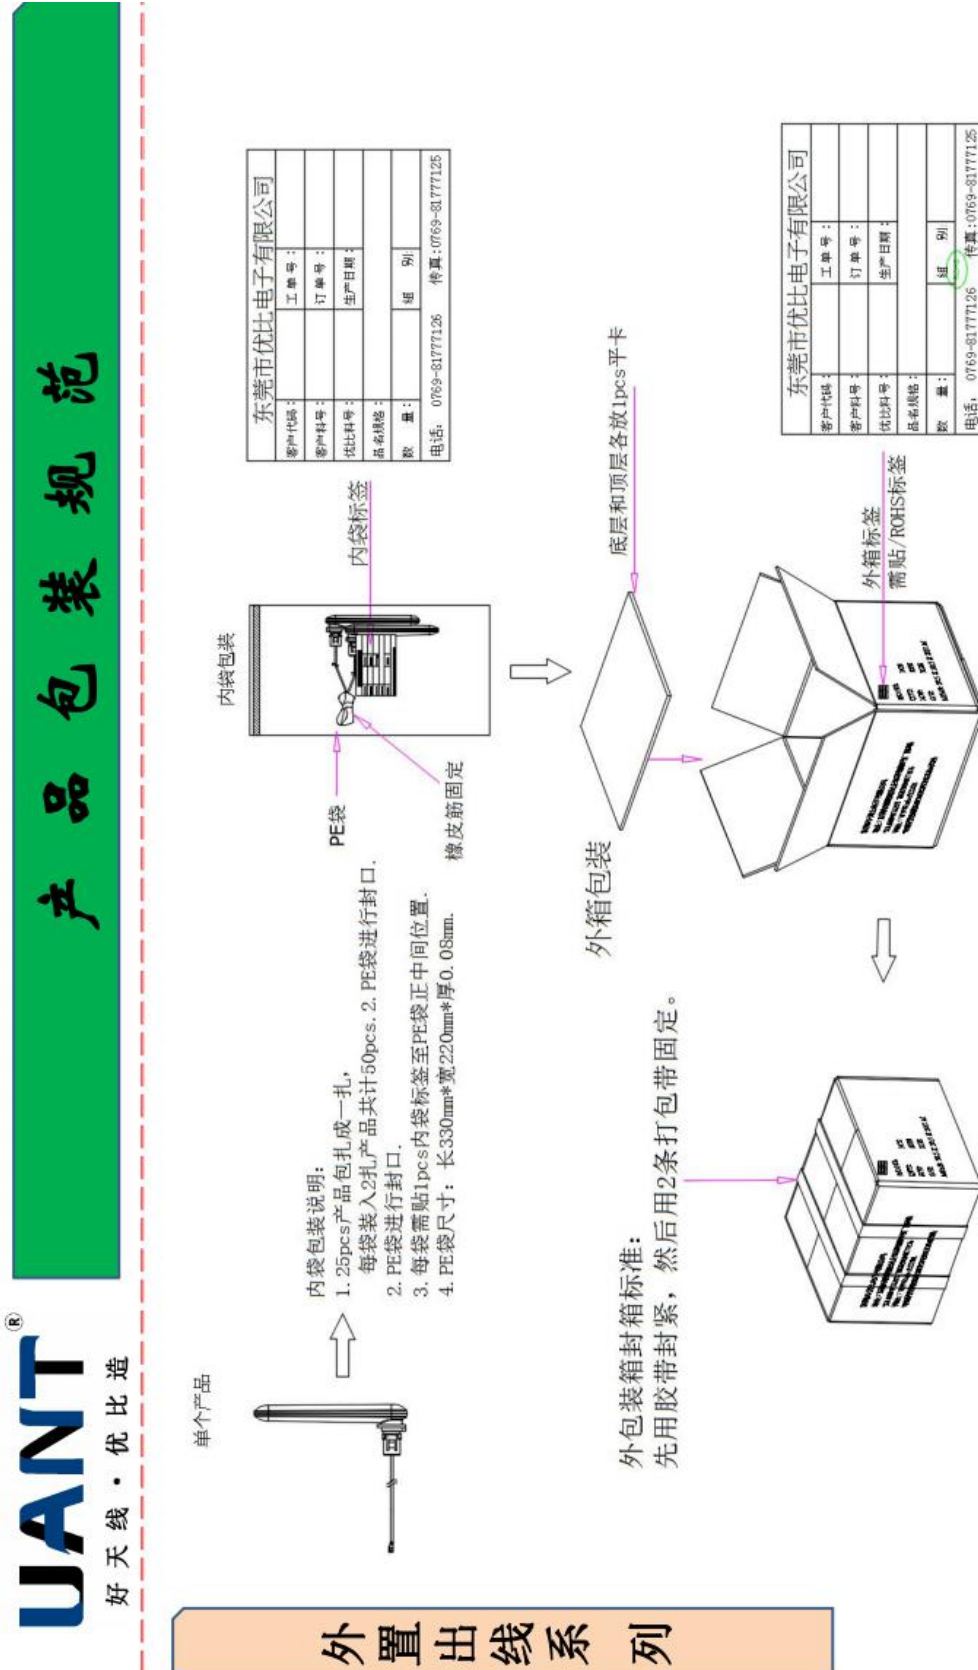 UANT®
好天线·优比造
产品包装规范
外置出线系列
单个产品
内袋包装说明:
1. 25pcs产品包扎成一扎,
每袋装入2扎产品共计50pcs. 2. PE袋进行封口.
2. PE袋进行封口.
3. 每袋需贴1pcs内袋标签至PE袋正中间位置.
4. PE袋尺寸: 长330mm*宽220mm*厚0.08mm.
内袋包装
PE袋
橡皮筋固定
内袋标签
东莞市优比电子有限公司
客户代码: 工单号:
客户料号: 订单号:
优比料号: 生产日期:
品名规格:
数 量: 组 别
电话: 0769-81777126 传真:0769-81777125
外箱包装
底层和顶层各放1pcs平卡
外箱标签
需贴/ROHS标签
东莞市优比电子有限公司
客户代码: 工单号:
客户料号: 订单号:
优比料号: 生产日期:
品名规格:
数 量: 组 别
电话: 0769-81777126 传真:0769-81777125
外包装箱封箱标准:
先用胶带封紧，然后用2条打包带固定。